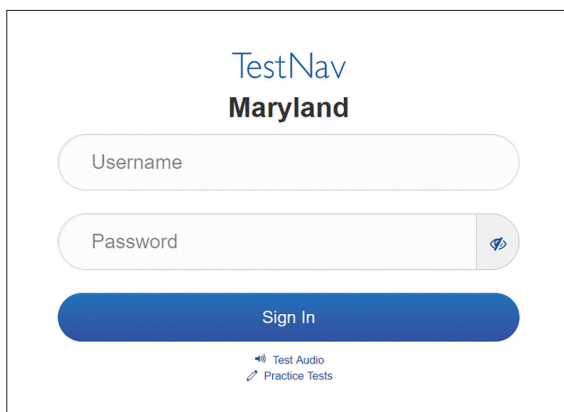 TestNav
Maryland
Username
Password
Sign In
Test Audio
Practice Tests